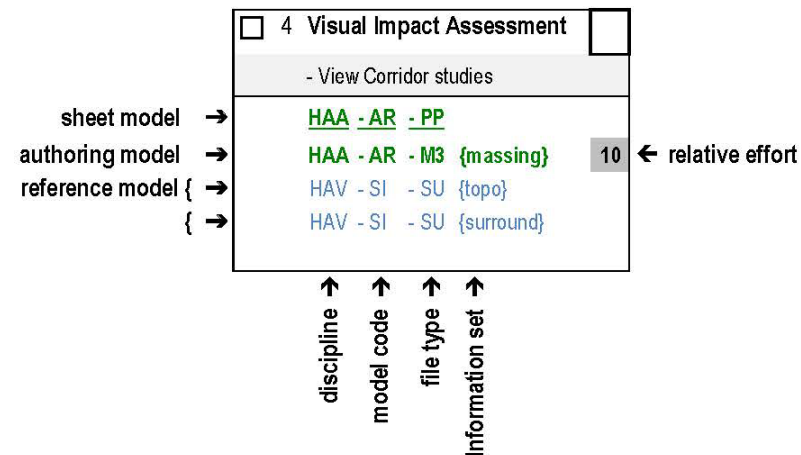 4 Visual Impact Assessment
- View Corridor studies
sheet model → HAA - AR - PP
authoring model → HAA - AR - M3 {massing} 10 ← relative effort
reference model { → HAV - SI - SU {topo}
{ → HAV - SI - SU {surround}
discipline →
model code →
file type →
Information set →